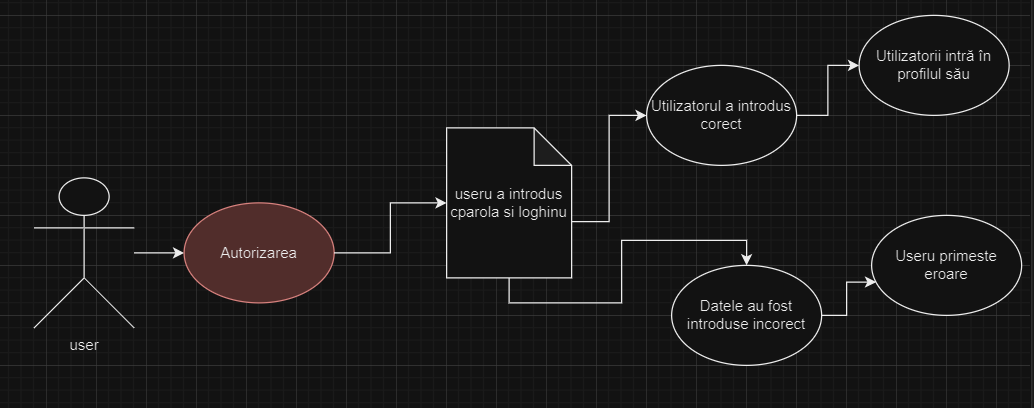 user
Autorizarea
useru a introdus
cparola si loghinu
Utilizatorul a introdus
corect
Utilizatorii intră în
profilul său
Datele au fost
introduse incorect
Useru primeste
eroare